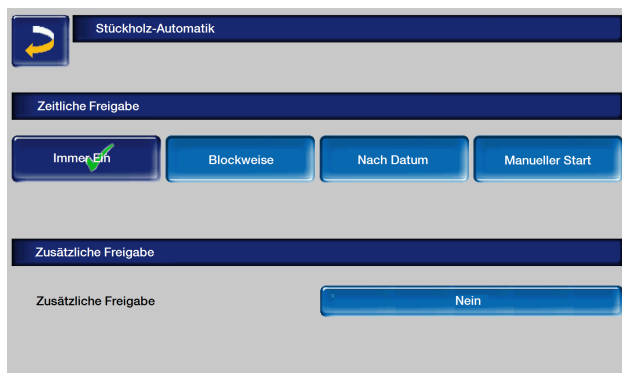 Stückholz-Automatik
Zeitliche Freigabe
Immer Ein Blockweise Nach Datum Manueller Start
Zusätzliche Freigabe
Zusätzliche Freigabe Nein